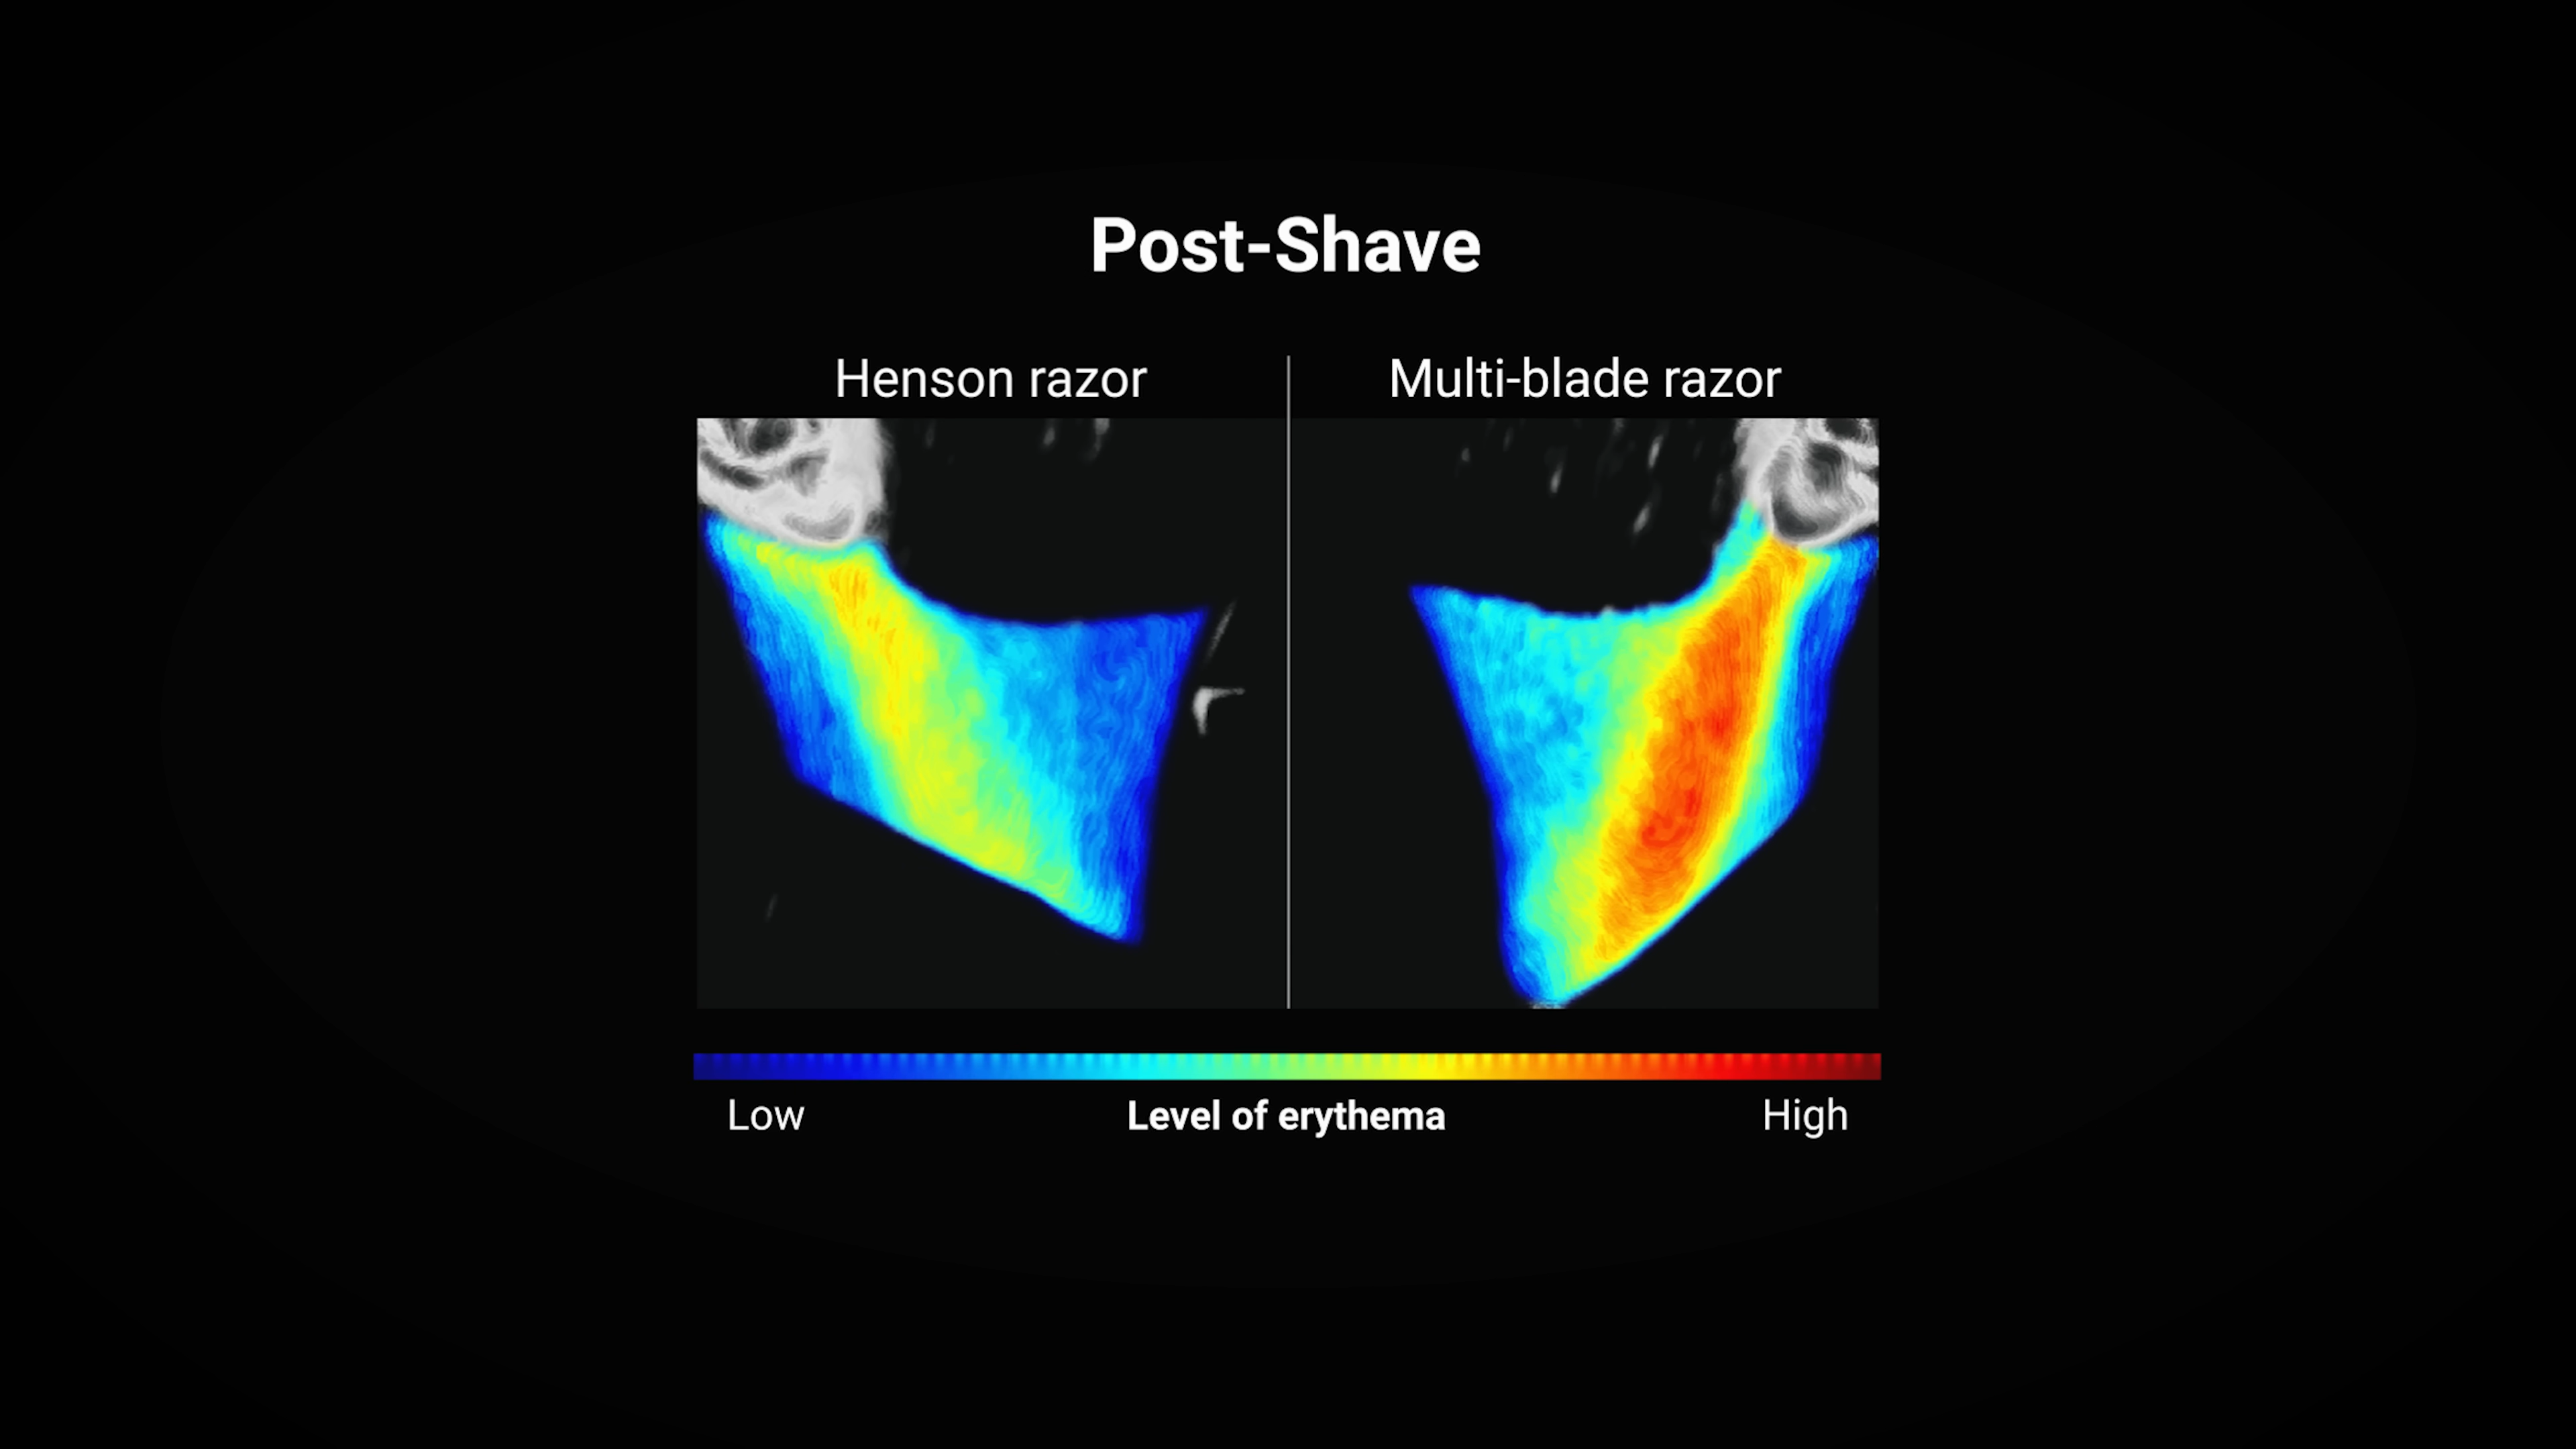 Post-Shave
Henson razor
Multi-blade razor
Low
Level of erythema
High